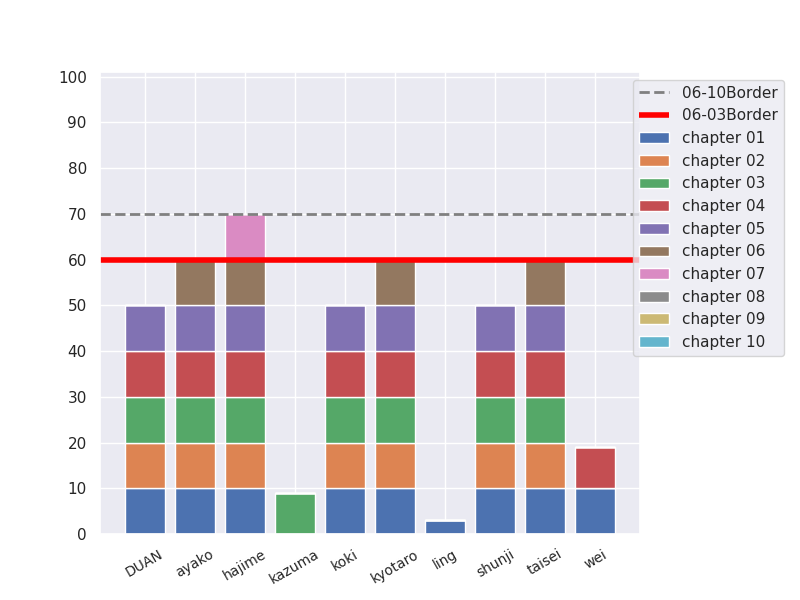 100
90
80
70
60
50
40
30
20
10
0
DUAN ayako hajime kazuma koki kyotaro ling shunji taisei wei
06-10Border
06-03Border
chapter 01
chapter 02
chapter 03
chapter 04
chapter 05
chapter 06
chapter 07
chapter 08
chapter 09
chapter 10